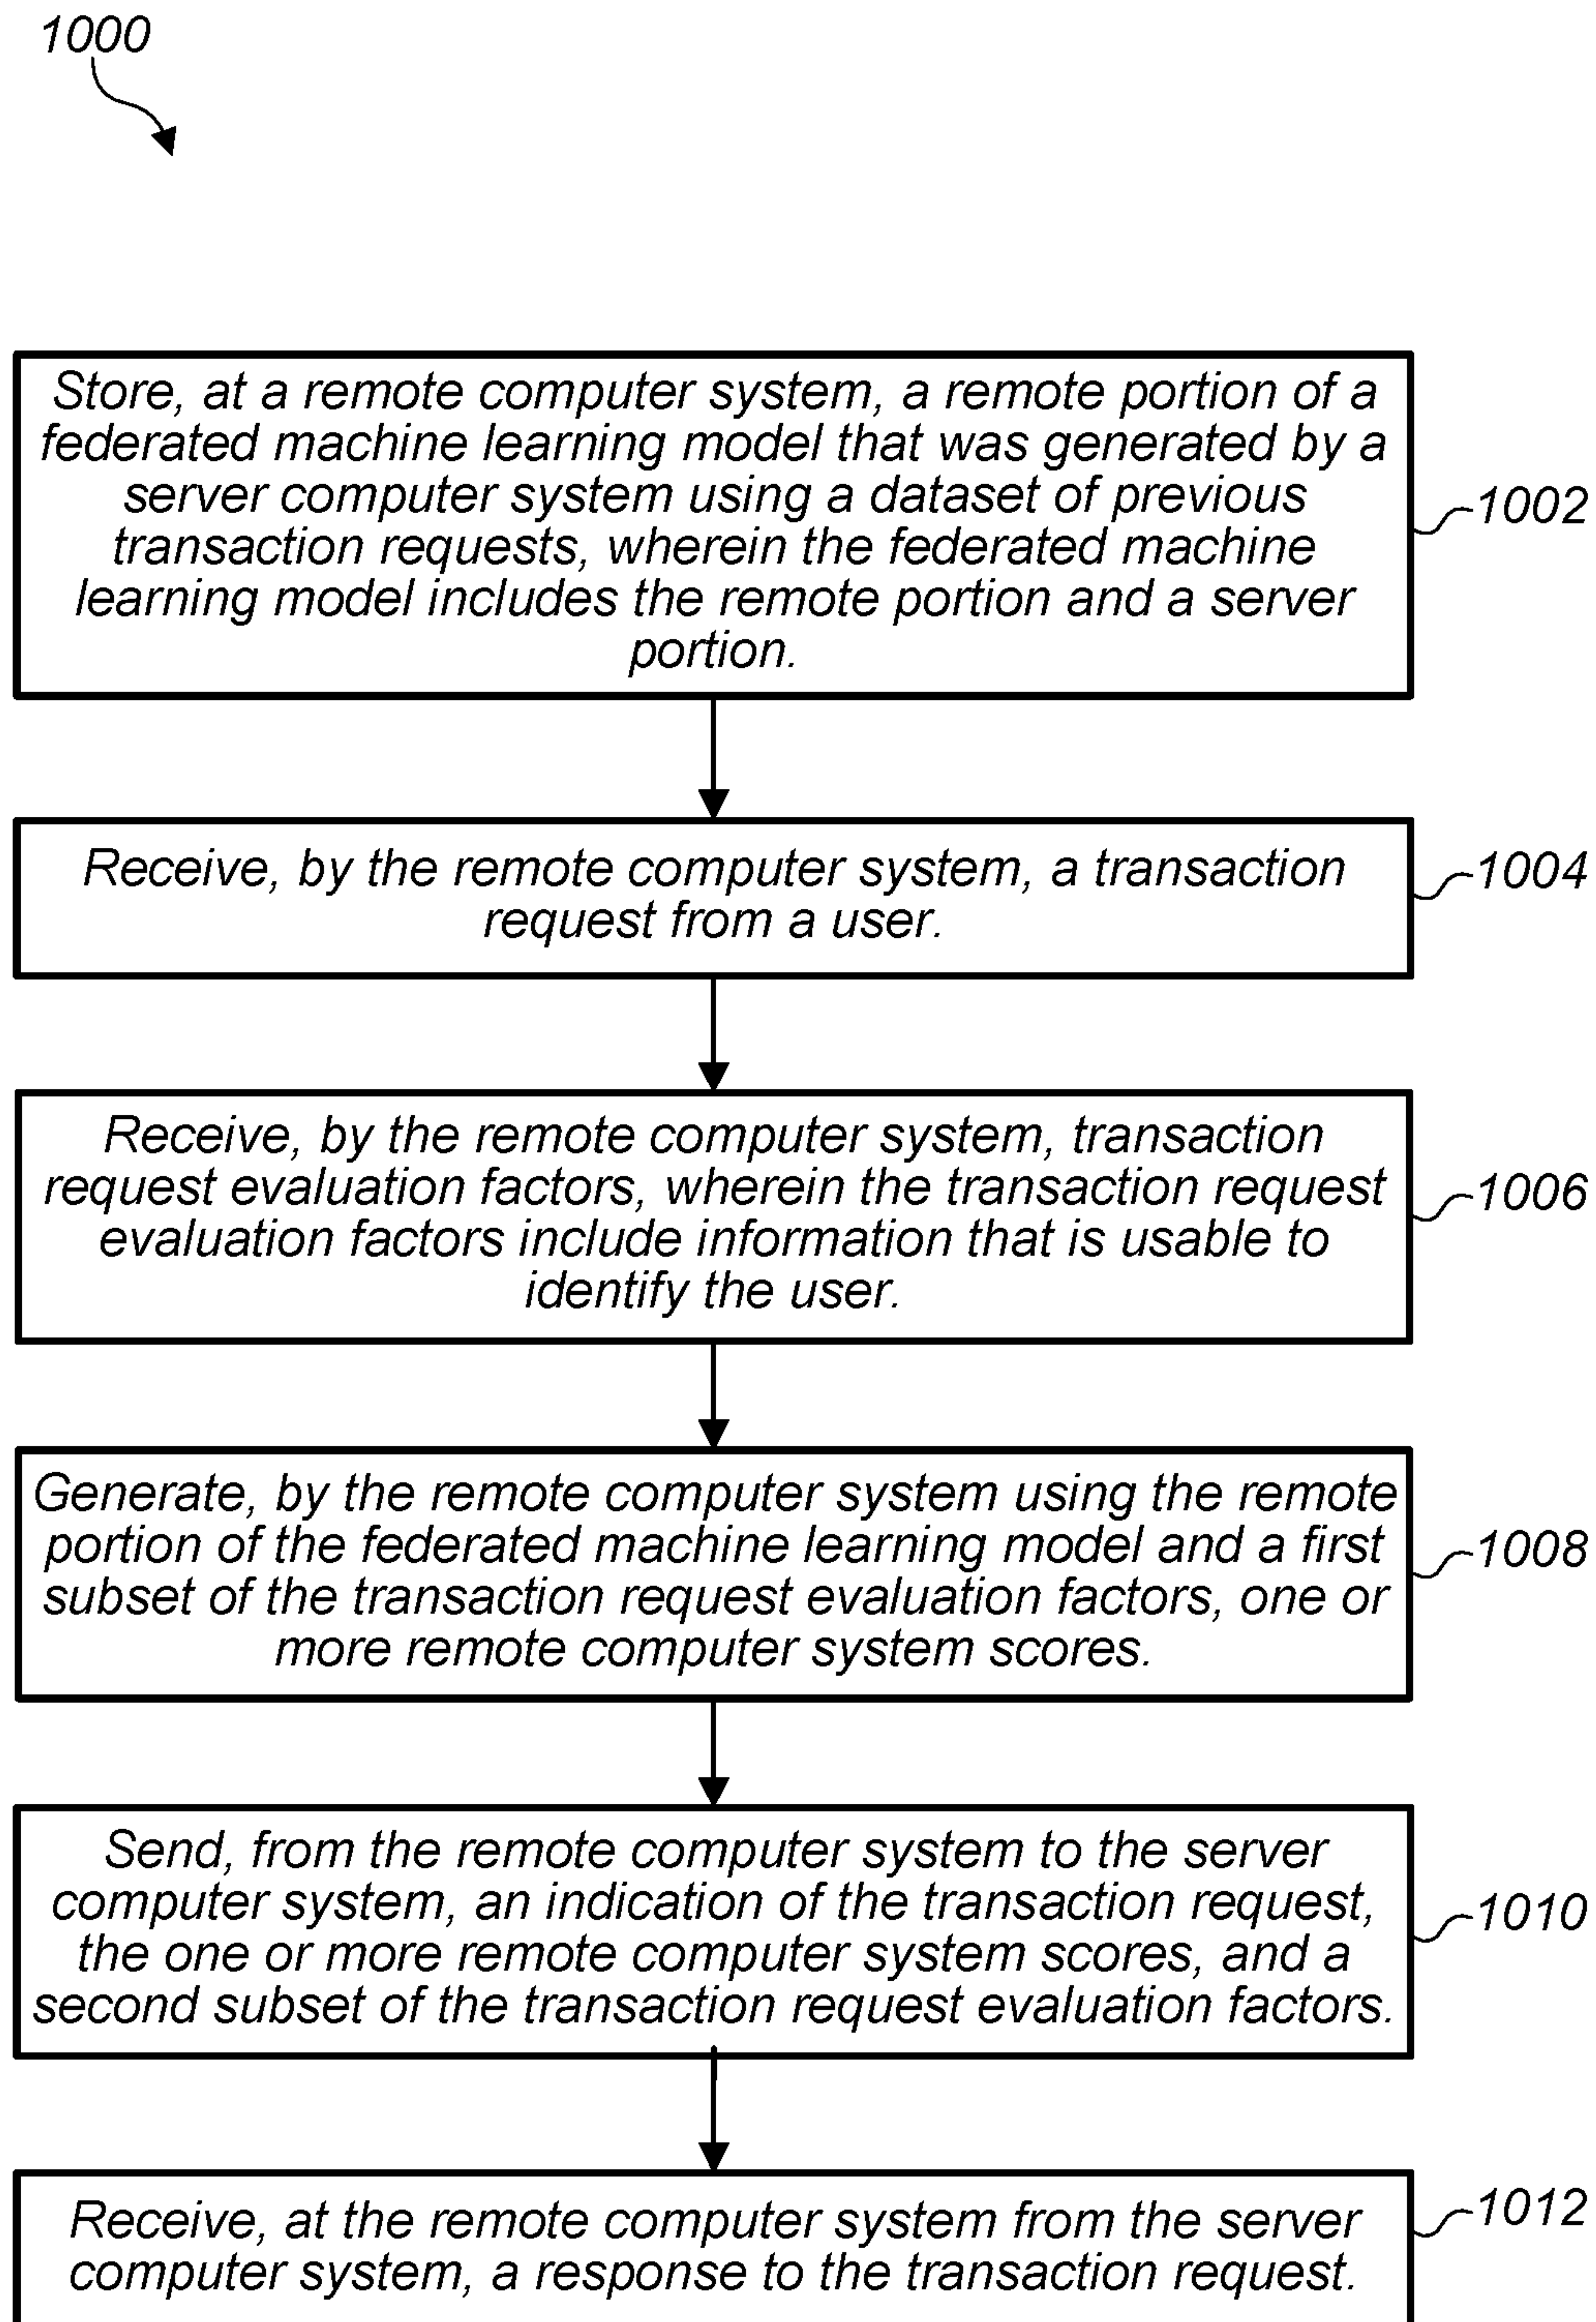 1000
Store, at a remote computer system, a remote portion of a
federated machine learning model that was generated by a
server computer system using a dataset of previous
transaction requests, wherein the federated machine
learning model includes the remote portion and a server
portion.
1002
Receive, by the remote computer system, a transaction
request from a user.
1004
Receive, by the remote computer system, transaction
request evaluation factors, wherein the transaction request
evaluation factors include information that is usable to
identify the user.
1006
Generate, by the remote computer system using the remote
portion of the federated machine learning model and a first
subset of the transaction request evaluation factors, one or
more remote computer system scores.
1008
Send, from the remote computer system to the server
computer system, an indication of the transaction request,
the one or more remote computer system scores, and a
second subset of the transaction request evaluation factors.
1010
Receive, at the remote computer system from the server
computer system, a response to the transaction request.
1012